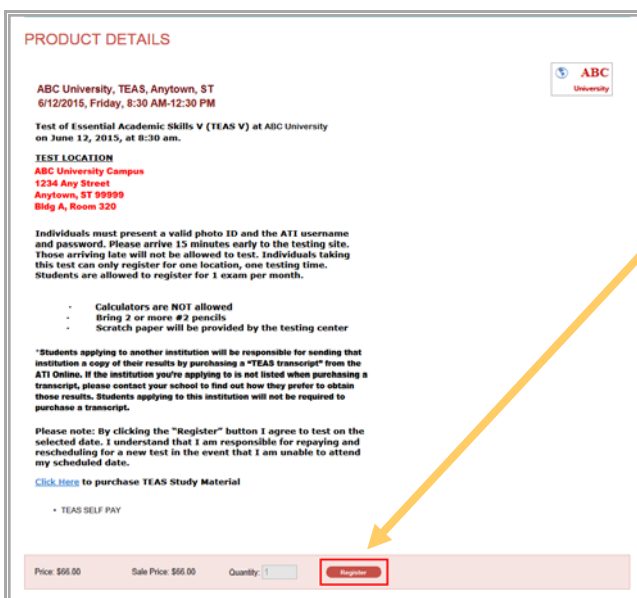 PRODUCT DETAILS
ABC
University
ABC University, TEAS, Anytown, ST
6/12/2015, Friday, 8:30 AM-12:30 PM
Test of Essential Academic Skills V (TEAS V) at ABC University
on June 12, 2015, at 8:30 am.
TEST LOCATION
ABC University Campus
1234 Any Street
Anytown, ST 99999
Bldg A, Room 320
Individuals must present a valid photo ID and the ATI username
and password. Please arrive 15 minutes early to the testing site.
Those arriving late will not be allowed to test. Individuals taking
this test can only register for one location, one testing time.
Students are allowed to register for 1 exam per month.
· Calculators are NOT allowed
· Bring 2 or more #2 pencils
· Scratch paper will be provided by the testing center
*Students applying to another institution will be responsible for sending that
institution a copy of their results by purchasing a “TEAS transcript” from the
ATI Online. If the institution you're applying to is not listed when purchasing a
transcript, please contact your school to find out how they prefer to obtain
those results. Students applying to this institution will not be required to
purchase a transcript.
Please note: By clicking the “Register” button I agree to test on the
selected date. I understand that I am responsible for repaying and
rescheduling for a new test in the event that I am unable to attend
my scheduled date.
Click Here to purchase TEAS Study Material
• TEAS SELF PAY
Price: $66.00 Sale Price: $66.00 Quantity: 1 Register